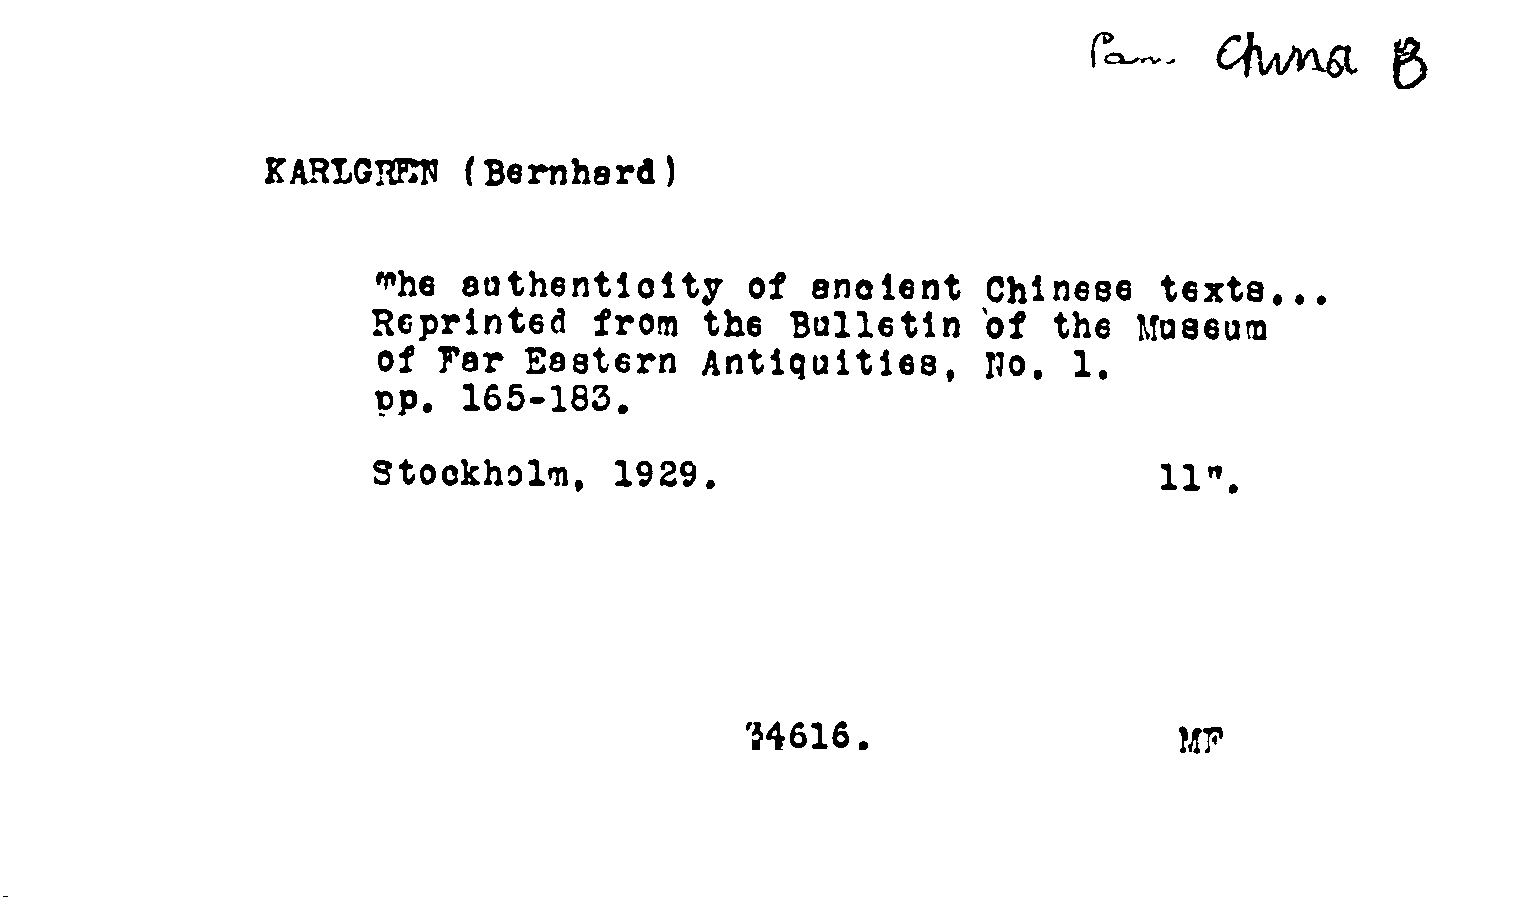 Pam. China B
KARLGREN (Bernhard)
The authenticity of ancient Chinese texts...
Reprinted from the Bulletin of the Museum
of Far Eastern Antiquities, No. 1.
pp. 165-183.
Stockholm, 1929.	11".
34616.	MF